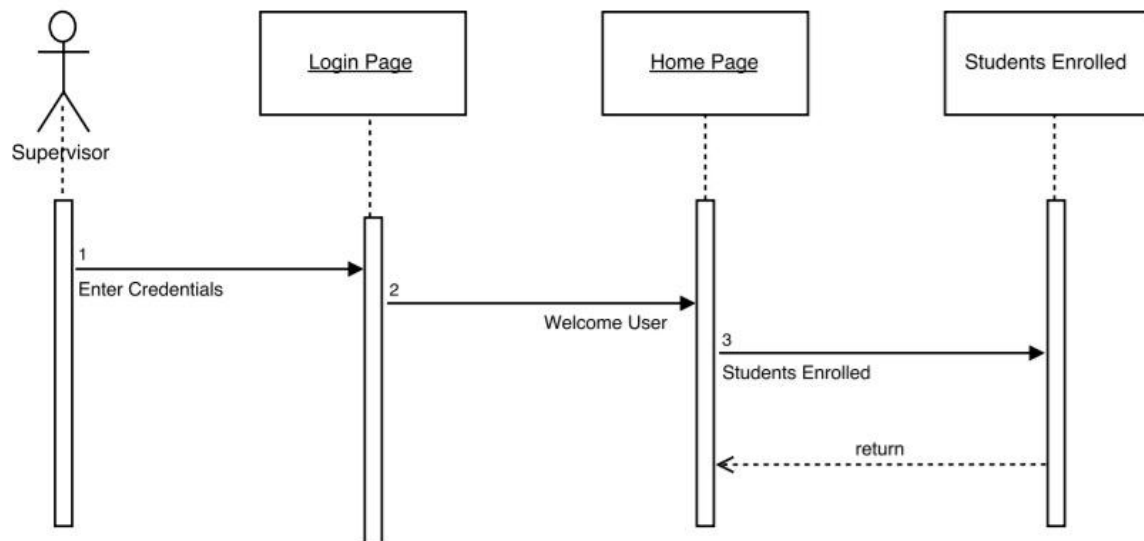 Login Page
Home Page
Students Enrolled
Supervisor
1
Enter Credentials
2
Welcome User
3
Students Enrolled
return